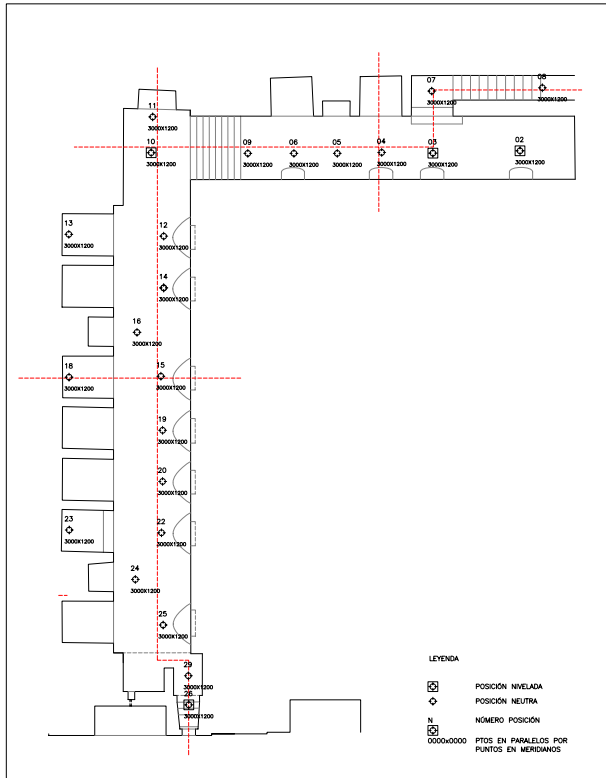 07
08
3000X1200
3000X1200
11
3000X1200
10
09
06
05
04
03
02
3000X1200
3000X1200
3000X1200
3000X1200
3000X1200
3000X1200
3000X1200
13
12
3000X1200
3000X1200
14
3000X1200
16
3000X1200
18
15
3000X1200
3000X1200
19
3000X1200
20
3000X1200
23
22
3000X1200
3000X1200
24
3000X1200
25
3000X1200
29
3000X1200
3000X1200
LEYENDA
POSICIÓN NIVELADA
POSICIÓN NEUTRA
N NÚMERO POSICIÓN
0000x0000 PTOS EN PARALELOS POR
PUNTOS EN MERIDIANOS